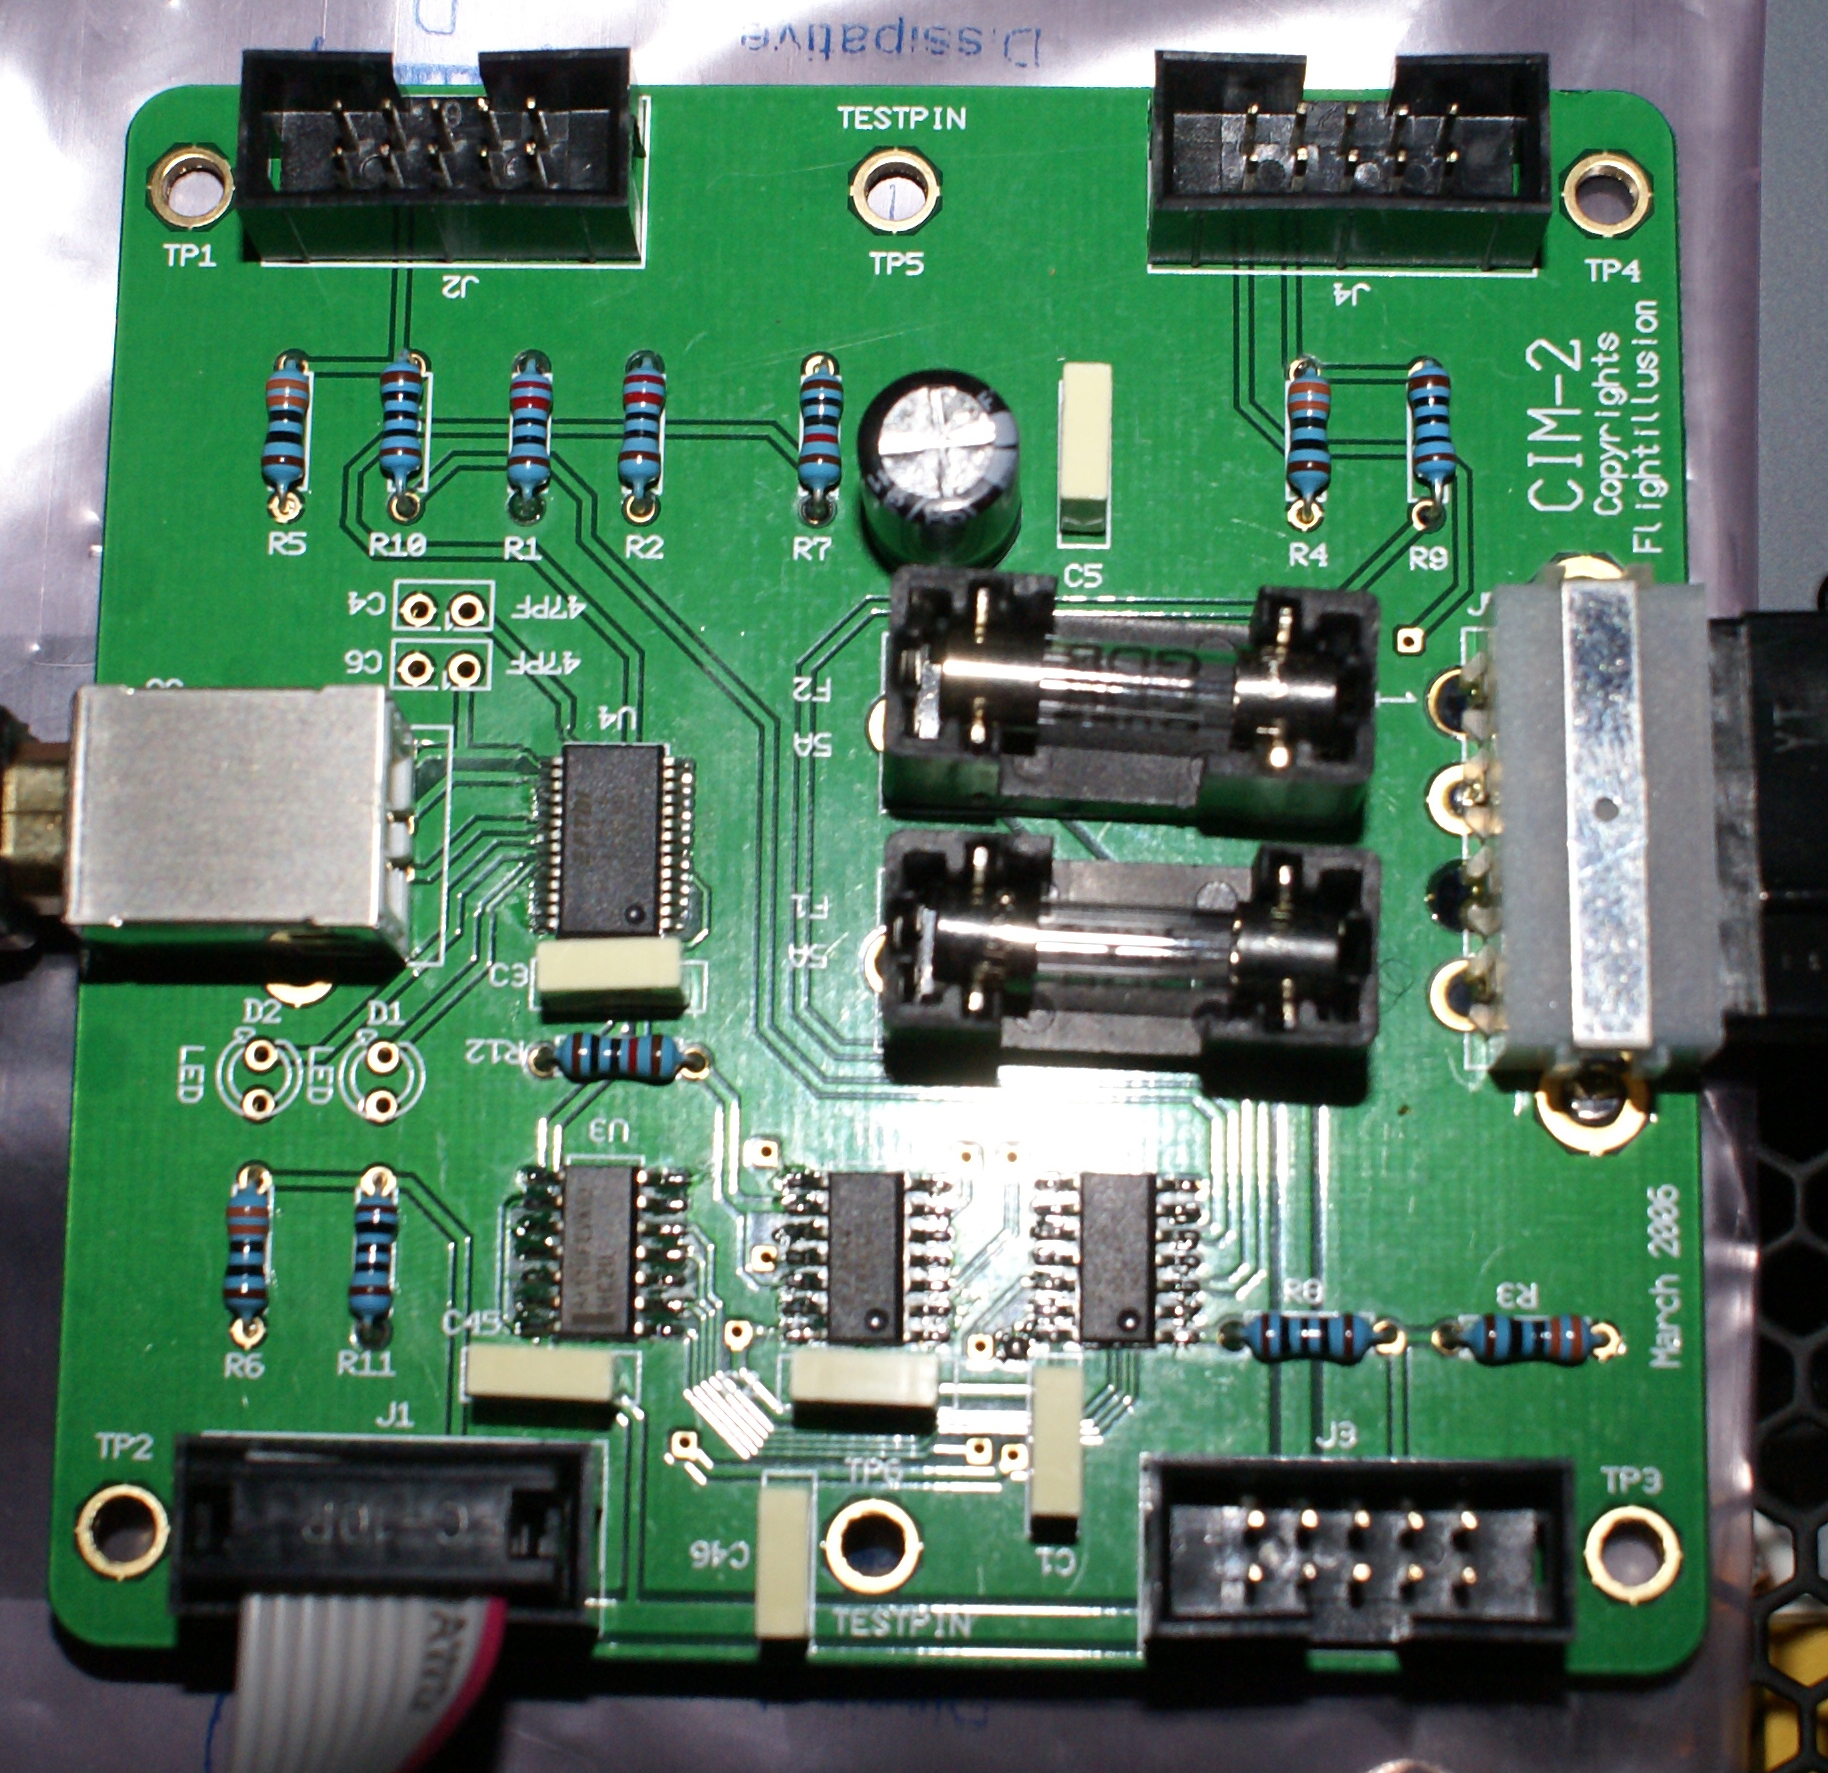 Dissipative
TESTPIN
TP1
TP5
TP4
J2
J4
CIM-2
Copyrights
Flightillusion
R5
R10
R1
R2
R7
R4
R9
C5
C4
47PF
C6
47PF
U4
F2
5A
1
F1
5A
C3
D2
D1
LED
LED
R12
U3
March 2006
C45
R8
R3
R6
R11
J1
J3
TP2
TP6
TP3
C46
C1
TESTPIN